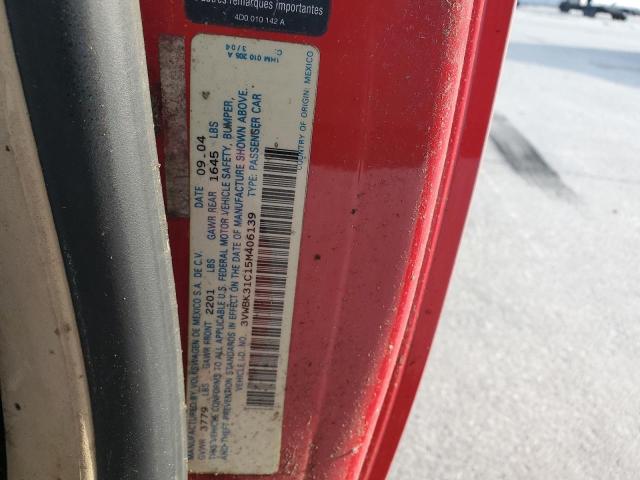 Autres remarques importantes
4D0 010 142 A
1HM 010 205 A
3/04
MANUFACTURED BY VOLKSWAGEN DE MEXICO S.A. DE C.V. DATE 09.04
GVWR 3779 LBS GAWR FRONT 2201 LBS GAWR REAR 1645 LBS
THIS VEHICLE CONFORMS TO ALL APPLICABLE U.S. FEDERAL MOTOR VEHICLE SAFETY, BUMPER,
AND THEFT PREVENTION STANDARDS IN EFFECT ON THE DATE OF MANUFACTURE SHOWN ABOVE.
VEHICLE I.D. NO. 3VWBK31C15M406139 TYPE: PASSENGER CAR
COUNTRY OF ORIGIN: MEXICO